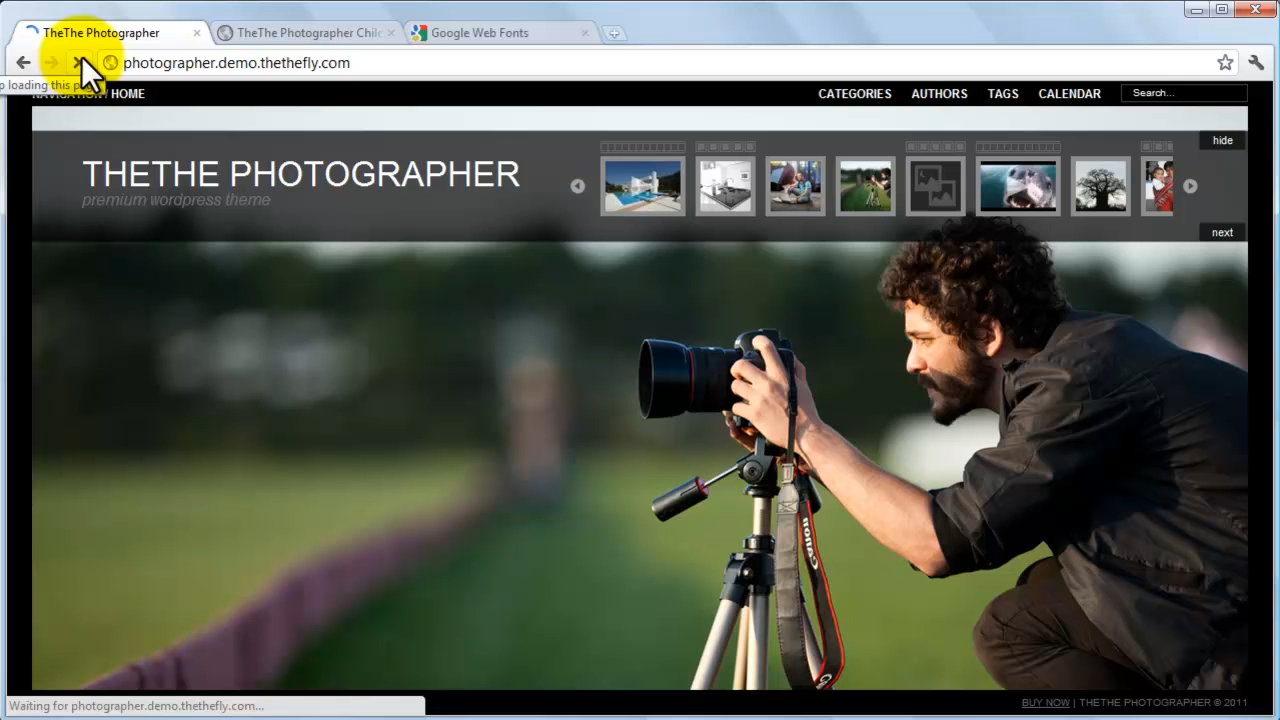 TheThe Photographer
TheThe Photographer Chil
Google Web Fonts
photographer.demo.thethefly.com
p loading this
HOME
CATEGORIES
AUTHORS
TAGS
CALENDAR
Search...
hide
THETHE PHOTOGRAPHER
premium wordpress theme
next
Canon
Waiting for photographer.demo.thethefly.com...
BUY NOW | THETHE PHOTOGRAPHER © 2011